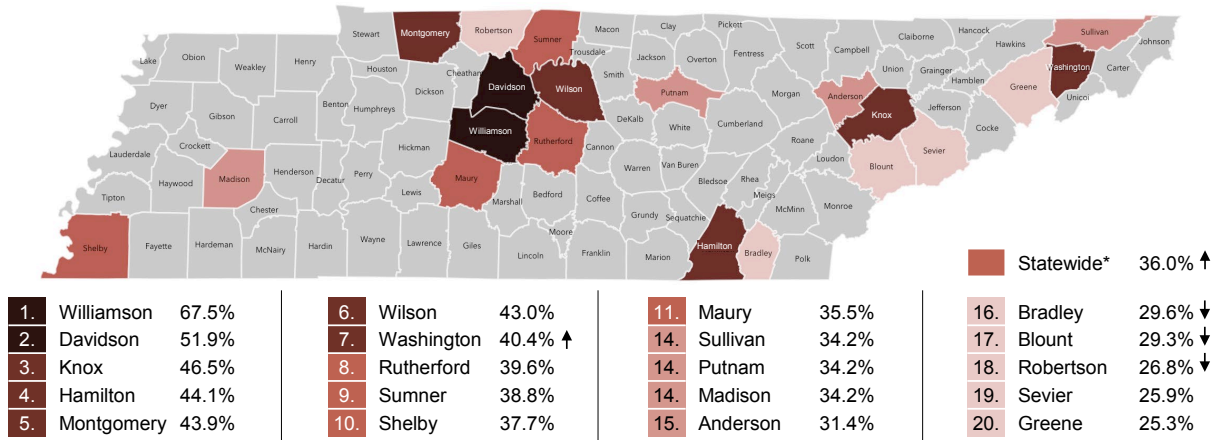 Stewart
Montgomery
Robertson
Sumner
Macon
Clay
Pickett
Trousdale
Jackson
Overton
Fentress
Scott
Campbell
Claiborne
Hancock
Hawkins
Sullivan
Johnson
Lake
Obion
Weakley
Henry
Houston
Cheatham
Smith
Union
Grainger
Hamblen
Washington
Carter
Dyer
Gibson
Carroll
Benton
Humphreys
Dickson
Davidson
Wilson
Putnam
Morgan
Anderson
Knox
Jefferson
Greene
Unicoi
Lauderdale
Crockett
Hickman
Williamson
Rutherford
Cannon
DeKalb
White
Cumberland
Roane
Loudon
Cocke
Sevier
Blount
Tipton
Haywood
Madison
Henderson
Decatur
Perry
Lewis
Maury
Marshall
Bedford
Coffee
Warren
Van Buren
Bledsoe
Rhea
Meigs
McMinn
Monroe
Chester
Grundy
Sequatchie
Shelby
Fayette
Hardeman
McNairy
Hardin
Wayne
Lawrence
Giles
Lincoln
Moore
Franklin
Marion
Hamilton
Bradley
Polk
Statewide* 36.0% ↑
1. Williamson 67.5%
2. Davidson 51.9%
3. Knox 46.5%
4. Hamilton 44.1%
5. Montgomery 43.9%
6. Wilson 43.0%
7. Washington 40.4% ↑
8. Rutherford 39.6%
9. Sumner 38.8%
10. Shelby 37.7%
11. Maury 35.5%
14. Sullivan 34.2%
14. Putnam 34.2%
14. Madison 34.2%
15. Anderson 31.4%
16. Bradley 29.6% ↓
17. Blount 29.3% ↓
18. Robertson 26.8% ↓
19. Sevier 25.9%
20. Greene 25.3%